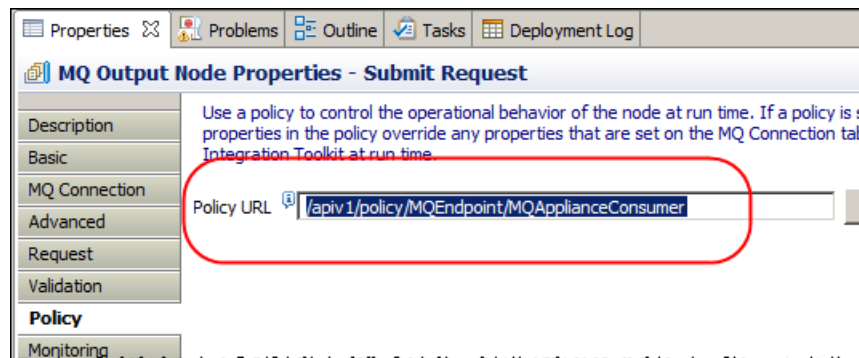 Properties Problems Outline Tasks Deployment Log
MQ Output Node Properties - Submit Request
Description
Basic
MQ Connection
Advanced
Request
Validation
Policy
Monitoring
Use a policy to control the operational behavior of the node at run time. If a policy is
properties in the policy override any properties that are set on the MQ Connection tab
Integration Toolkit at run time.
Policy URL /apiv1/policy/MQEndpoint/MQApplianceConsumer